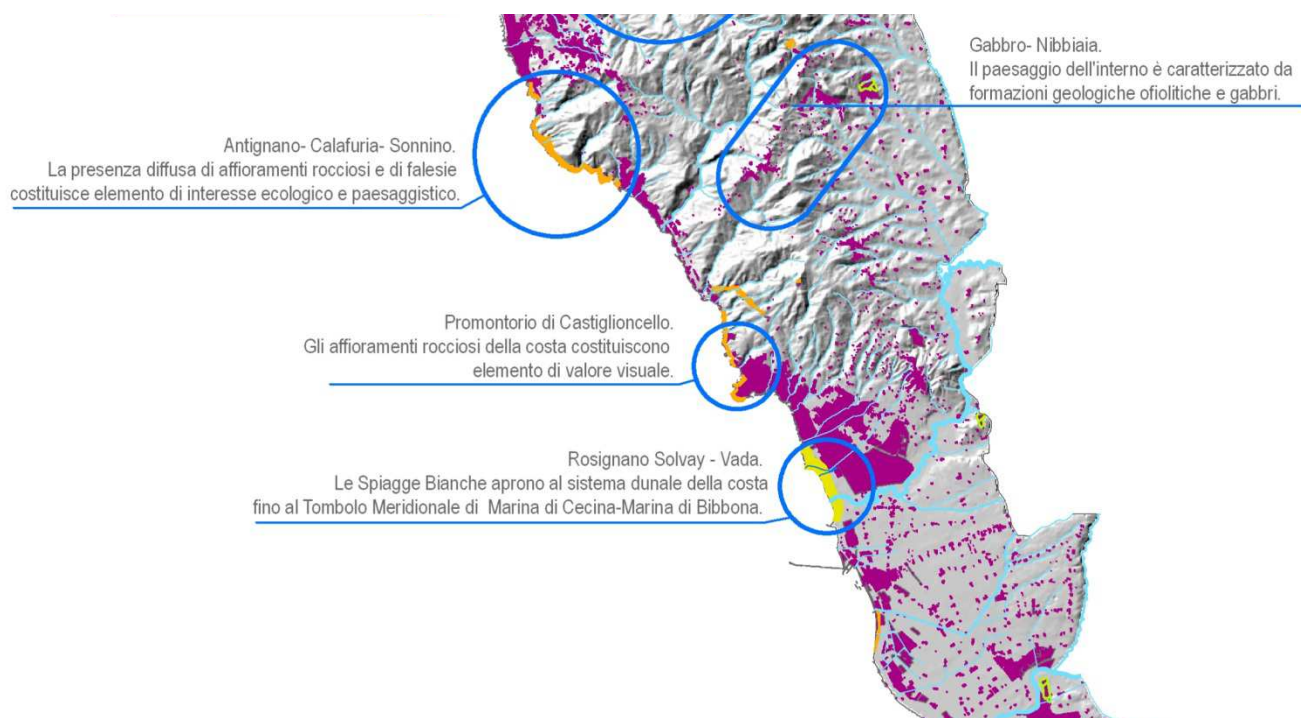 Gabbro- Nibbiaia.
Il paesaggio dell'interno è caratterizzato da
formazioni geologiche ofiolitiche e gabbri.
Antignano- Calafuria- Sonnino.
La presenza diffusa di affioramenti rocciosi e di falesie
costituisce elemento di interesse ecologico e paesaggistico.
Promontorio di Castiglioncello.
Gli affioramenti rocciosi della costa costituiscono
elemento di valore visuale.
Rosignano Solvay - Vada.
Le Spiagge Bianche aprono al sistema dunale della costa
fino al Tombolo Meridionale di Marina di Cecina-Marina di Bibbona.